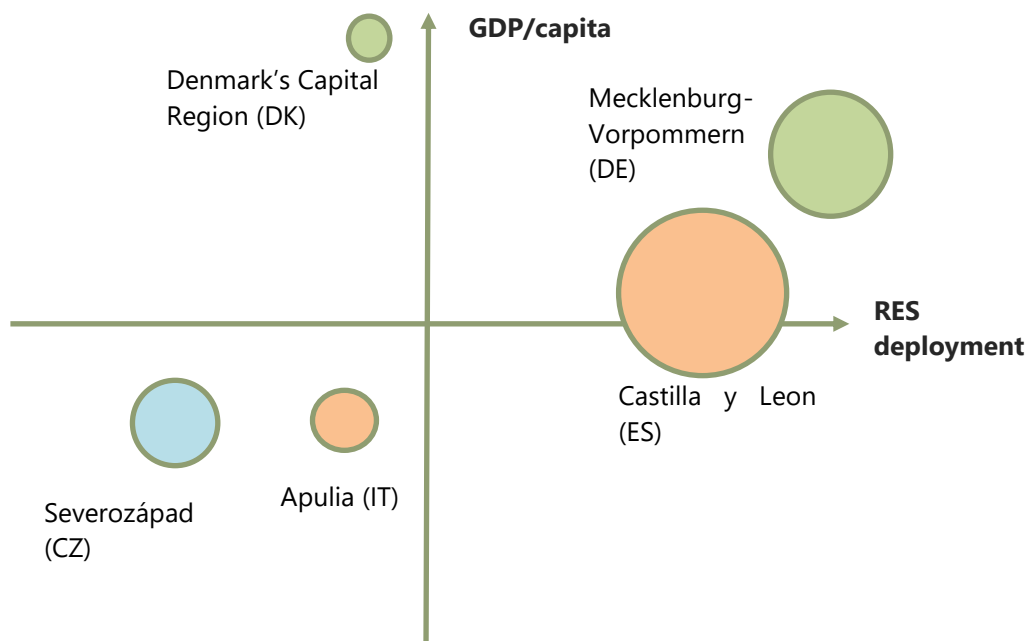 GDP/capita
Denmark’s Capital
Region (DK)
Mecklenburg-
Vorpommern
(DE)
RES
deployment
Castilla y Leon
(ES)
Apulia (IT)
Severozápad
(CZ)